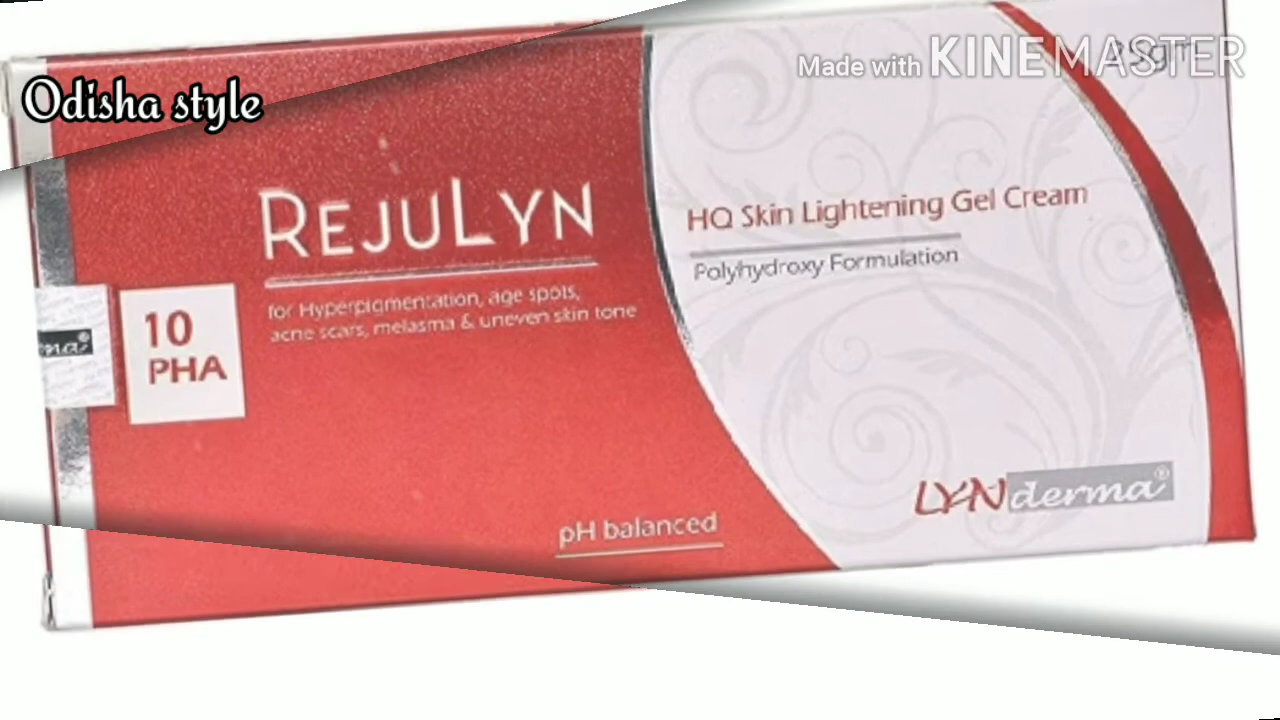 Made with KINEMASTER
Odisha style
REJULYN
for Hyperpigmentation, age spots,
acne scars, melasma & uneven skin tone
10
PHA
HQ Skin Lightening Gel Cream
Polyhydroxy Formulation
pH balanced
LYNderma®